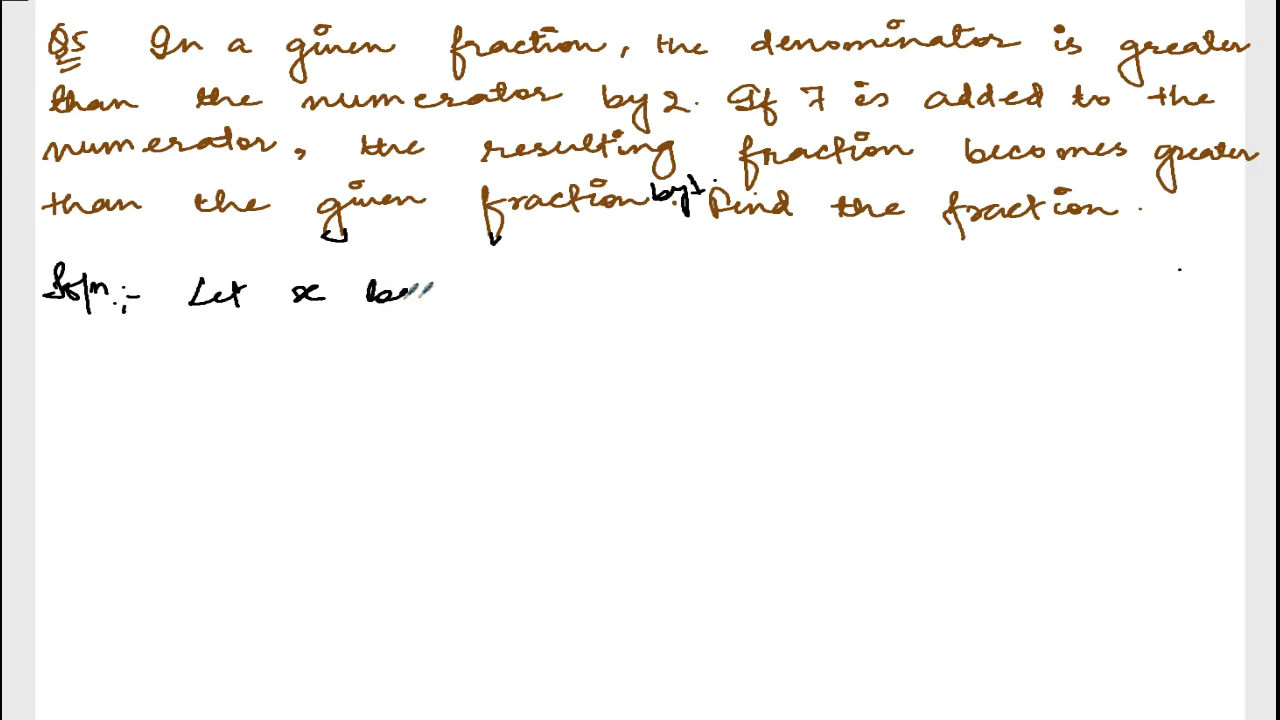 Q5 In a given fraction, the denominator is greater
than the numerator by 2. If 7 is added to the
numerator, the resulting fraction becomes greater
than the given fraction by 1. Find the fraction.
Soln:- Let x be